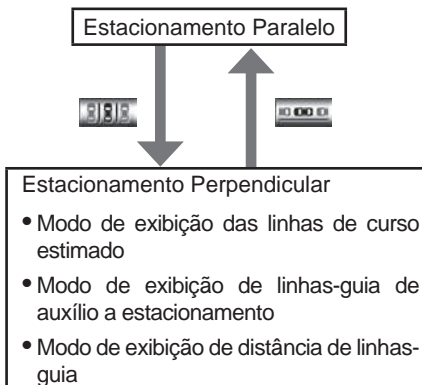 Estacionamento Paralelo
Estacionamento Perpendicular
• Modo de exibição das linhas de curso
estimado
• Modo de exibição de linhas-guia de
auxílio a estacionamento
• Modo de exibição de distância de linhas-
guia